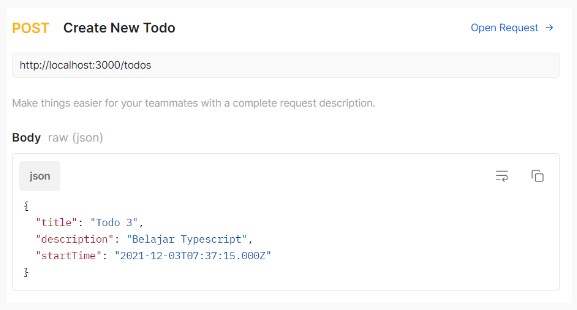 POST Create New Todo Open Request →
http://localhost:3000/todos
Make things easier for your teammates with a complete request description.
Body raw (json)
json
{
"title": "Todo 3",
"description": "Belajar Typescript",
"startTime": "2021-12-03T07:37:15.000Z"
}